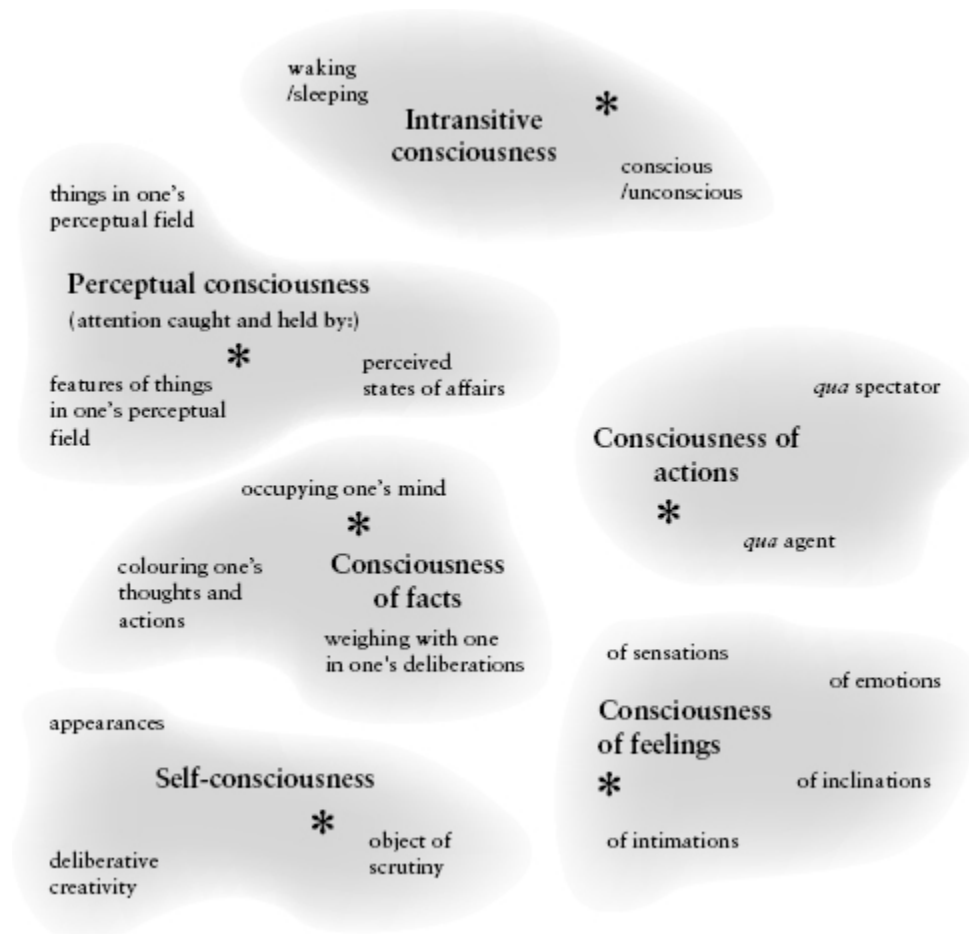 waking
/sleeping
*
Intransitive
consciousness
conscious
/unconscious
things in one's
perceptual field
Perceptual consciousness
(attention caught and held by:)
*
perceived
states of affairs
features of things
in one's perceptual
field
qua spectator
Consciousness of
actions
*
qua agent
occupying one's mind
*
colouring one's
thoughts and
actions
Consciousness
of facts
weighing with one
in one's deliberations
of sensations
of emotions
Consciousness
of feelings
*
of inclinations
of intimations
appearances
Self-consciousness
*
object of
scrutiny
deliberative
creativity